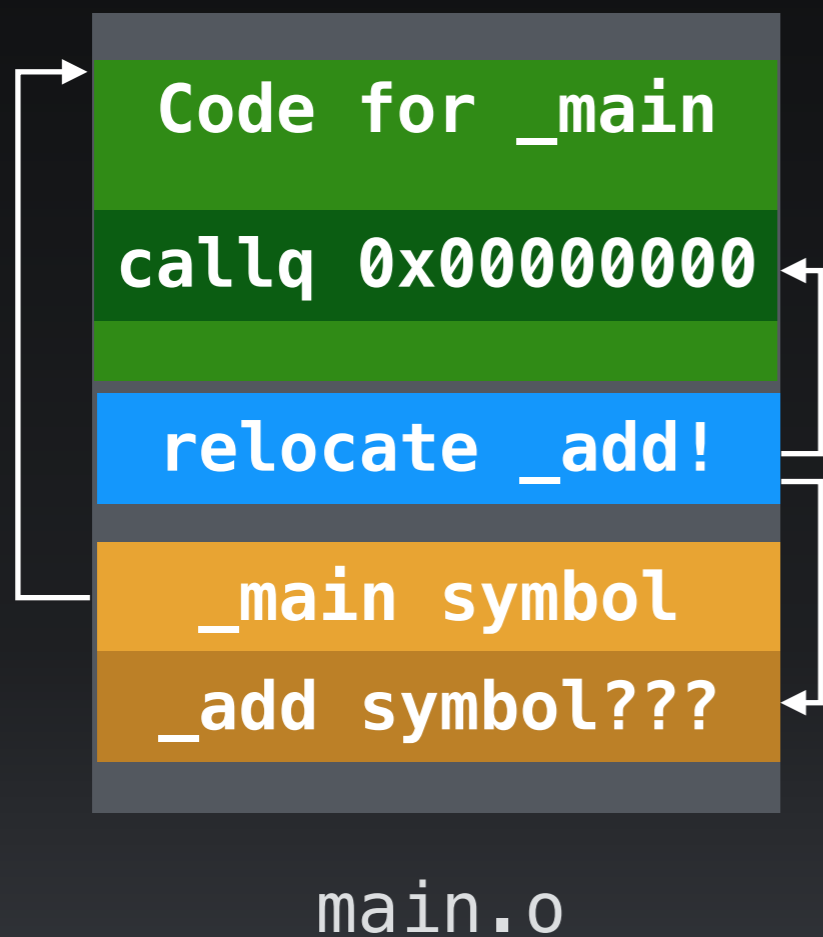 Code for _main
callq 0x00000000
relocate _add!
_main symbol
_add symbol???
main.o